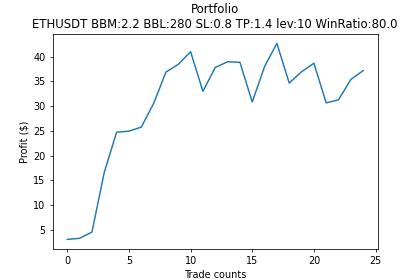 Portfolio
ETHUSDT BBM:2.2 BBL:280 SL:0.8 TP:1.4 lev:10 WinRatio:80.0
Profit ($)
40
35
30
25
20
15
10
5
0 5 10 15 20 25
Trade counts